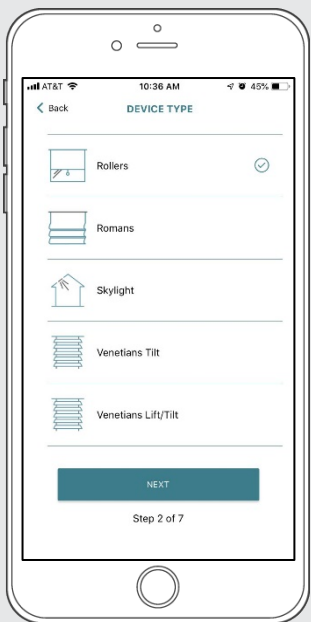 AT&T 10:36 AM 45%
Back DEVICE TYPE
Rollers
Romans
Skylight
Venetians Tilt
Venetians Lift/Tilt
NEXT
Step 2 of 7